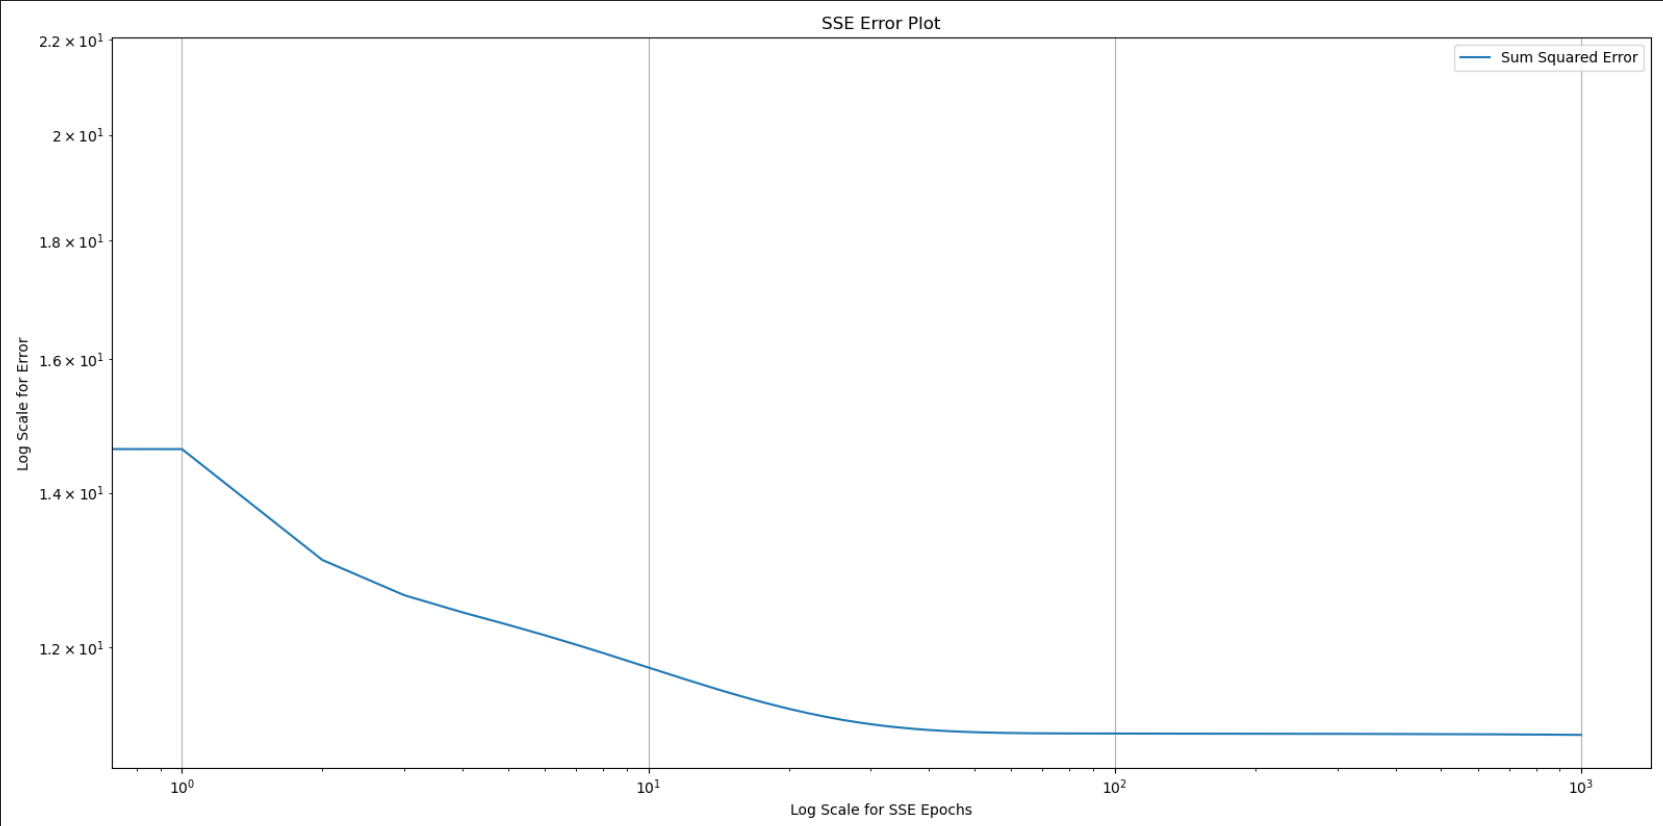 SSE Error Plot
Sum Squared Error
2.2 × 10¹
2 × 10¹
1.8 × 10¹
1.6 × 10¹
1.4 × 10¹
1.2 × 10¹
Log Scale for Error
10⁰ 10¹ 10² 10³
Log Scale for SSE Epochs